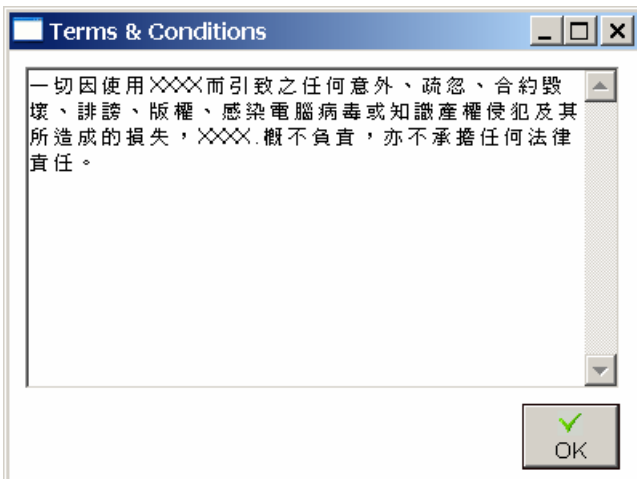 Terms & Conditions
一切因使用XXXX而引致之任何意外、疏忽、合約毀
壞、誹謗、版權、感染電腦病毒或知識產權侵犯及其
所造成的損失，XXXX.概不負責，亦不承擔任何法律
責任。
OK